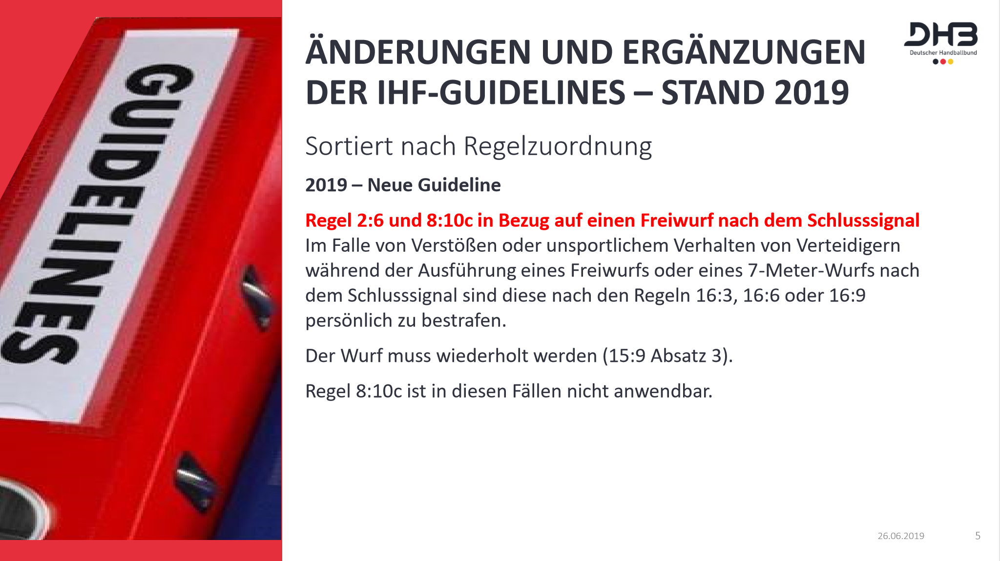 GUIDELINES
ÄNDERUNGEN UND ERGÄNZUNGEN
DER IHF-GUIDELINES – STAND 2019
DHB
Deutscher Handballbund
Sortiert nach Regelzuordnung
2019 – Neue Guideline
Regel 2:6 und 8:10c in Bezug auf einen Freiwurf nach dem Schlusssignal
Im Falle von Verstößen oder unsportlichem Verhalten von Verteidigern
während der Ausführung eines Freiwurfs oder eines 7-Meter-Wurfs nach
dem Schlusssignal sind diese nach den Regeln 16:3, 16:6 oder 16:9
persönlich zu bestrafen.
Der Wurf muss wiederholt werden (15:9 Absatz 3).
Regel 8:10c ist in diesen Fällen nicht anwendbar.
26.06.2019
5